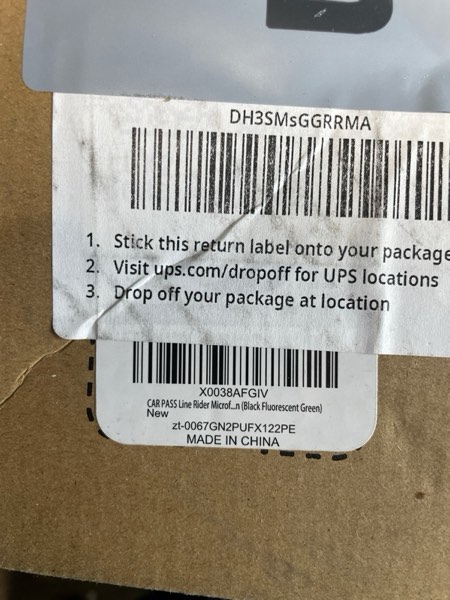 DH3SMsGGRRMA
1. Stick this return label onto your package
2. Visit ups.com/dropoff for UPS locations
3. Drop off your package at location
X0038AFGIV
CAR PASS Line Rider Microf...n (Black Fluorescent Green)
New
zt-0067GN2PUFX122PE
MADE IN CHINA